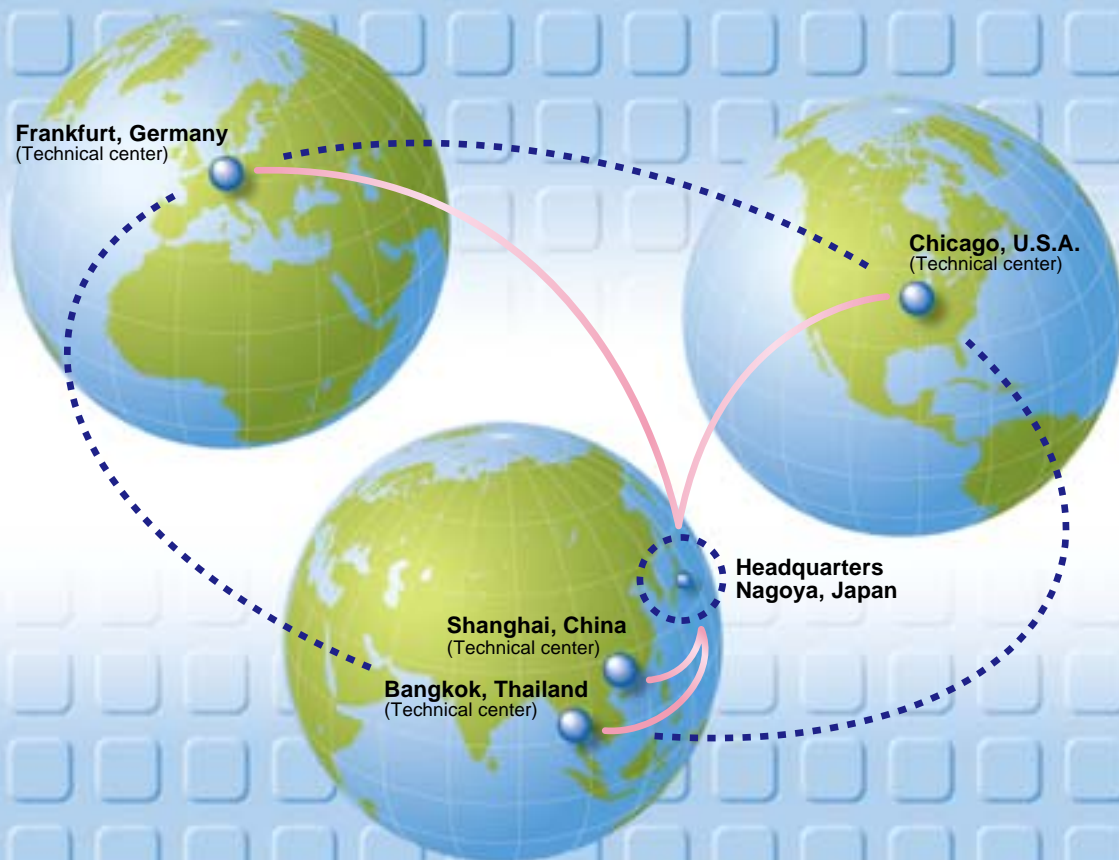 Frankfurt, Germany
(Technical center)
Chicago, U.S.A.
(Technical center)
Headquarters
Nagoya, Japan
Shanghai, China
(Technical center)
Bangkok, Thailand
(Technical center)